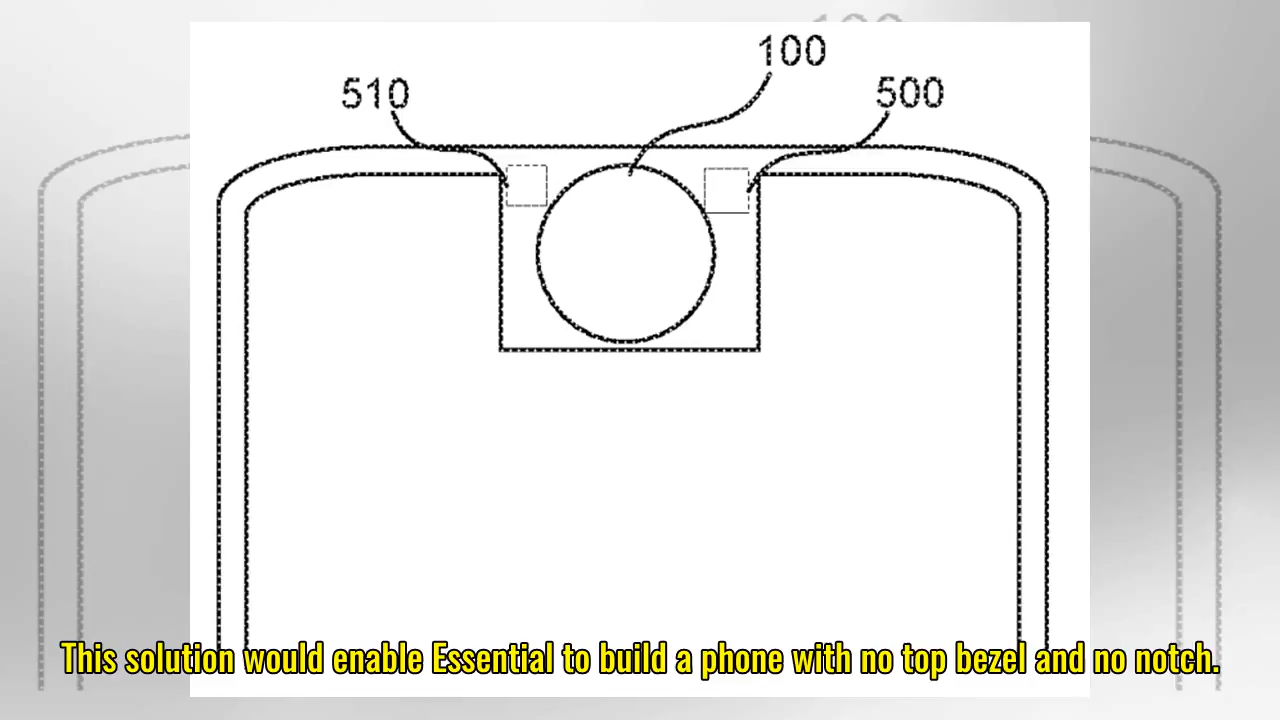 100
510
500
This solution would enable Essential to build a phone with no top bezel and no notch.